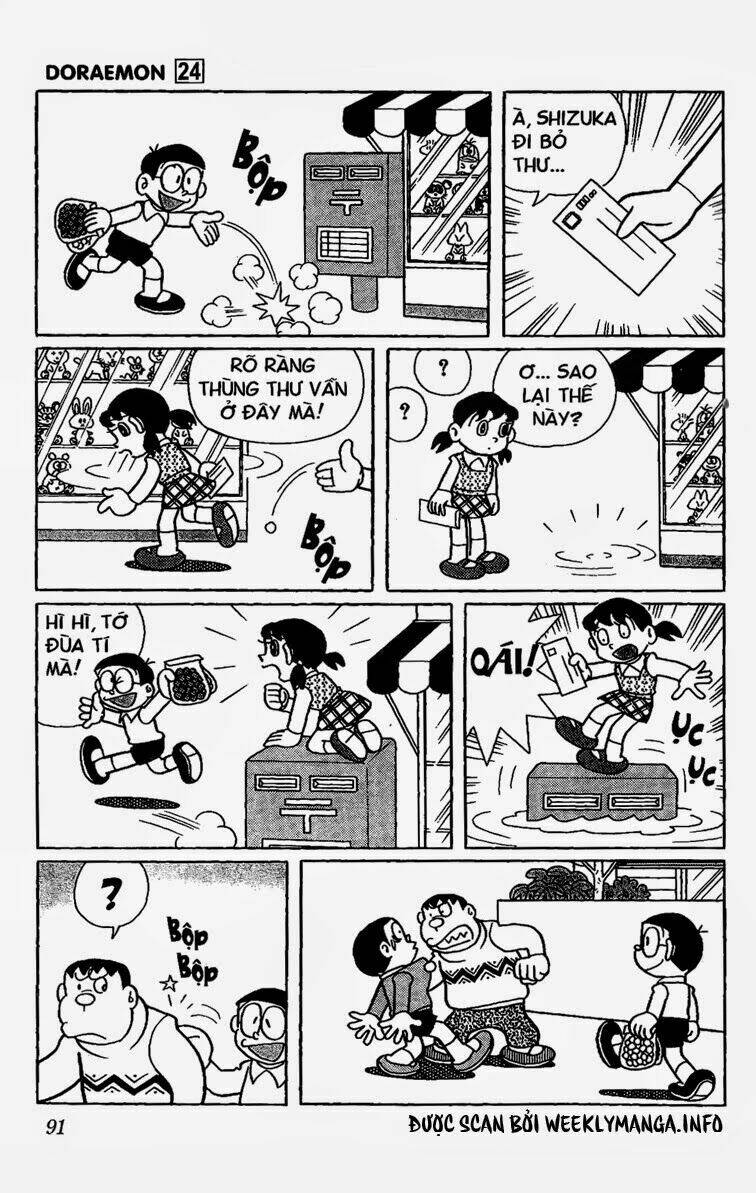 DORAEMON 24
BỘP
À, SHIZUKA
ĐI BỎ
THƯ...
RÕ RÀNG
THÙNG THƯ VẪN
Ở ĐÂY MÀ!
BỘP
?
?
Ơ... SAO
LẠI THẾ
NÀY?
HÌ HÌ, TỚ
ĐÙA TÍ
MÀ!
OÁI!
ỤC
ỤC
?
BỘP
BỘP
91
ĐƯỢC SCAN BỞI WEEKLYMANGA.INFO